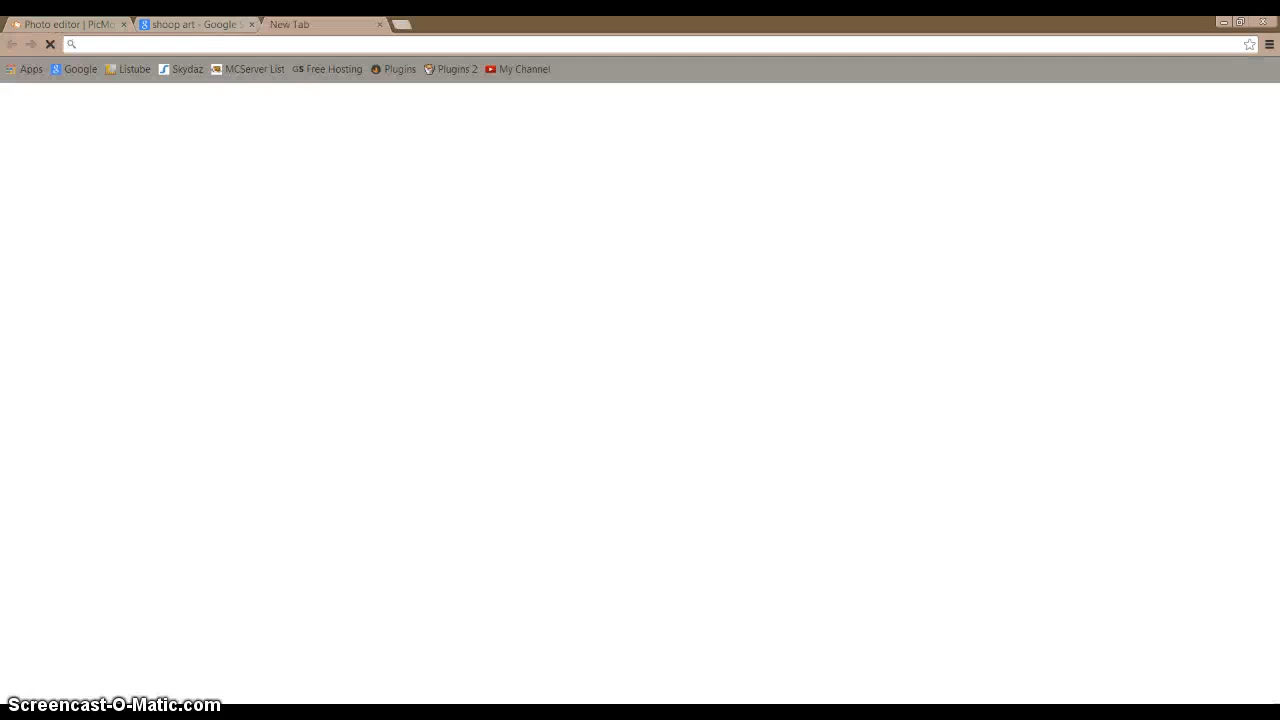 Photo editor | PicMo
shoop art - Google S
New Tab
Apps Google Listube Skydaz MCServer List GS Free Hosting Plugins Plugins 2 My Channel
Screencast-O-Matic.com